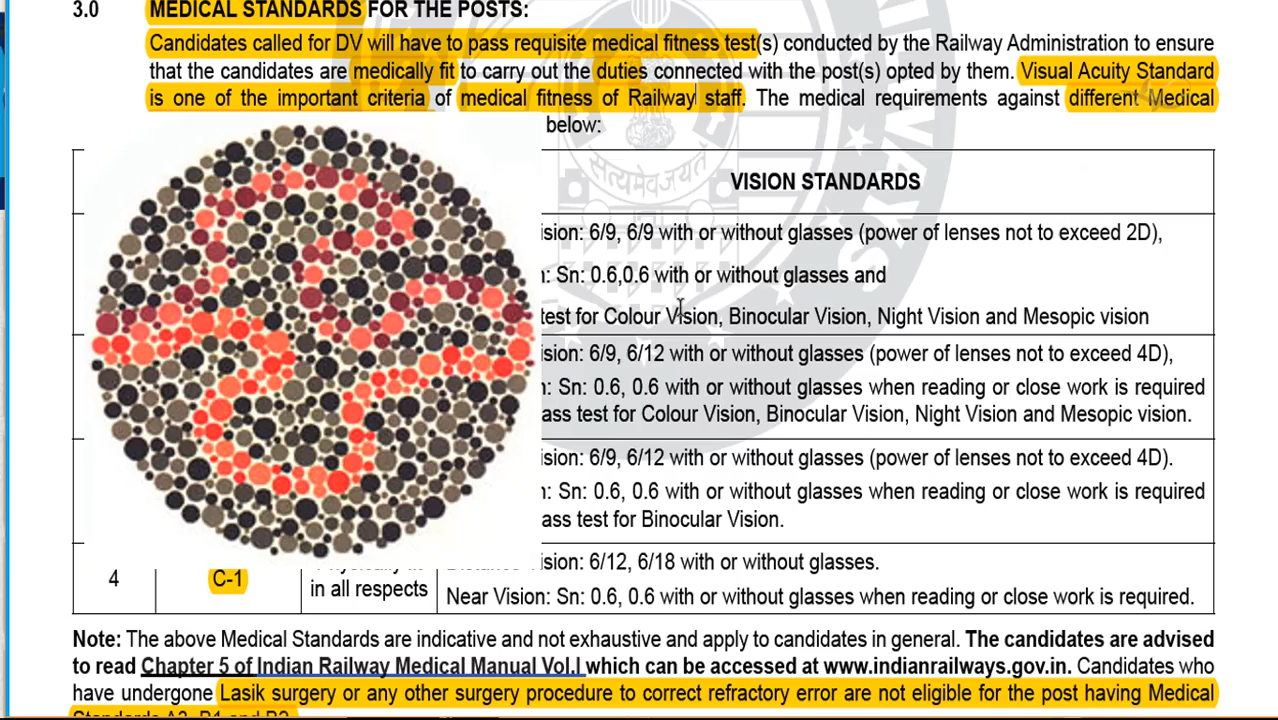 3.0 MEDICAL STANDARDS FOR THE POSTS:
Candidates called for DV will have to pass requisite medical fitness test(s) conducted by the Railway Administration to ensure
that the candidates are medically fit to carry out the duties connected with the post(s) opted by them. Visual Acuity Standard
is one of the important criteria of medical fitness of Railway staff. The medical requirements against different Medical
below:
VISION STANDARDS
ision: 6/9, 6/9 with or without glasses (power of lenses not to exceed 2D),
: Sn: 0.6,0.6 with or without glasses and
test for Colour Vision, Binocular Vision, Night Vision and Mesopic vision
ision: 6/9, 6/12 with or without glasses (power of lenses not to exceed 4D),
: Sn: 0.6, 0.6 with or without glasses when reading or close work is required
ass test for Colour Vision, Binocular Vision, Night Vision and Mesopic vision.
ision: 6/9, 6/12 with or without glasses (power of lenses not to exceed 4D).
: Sn: 0.6, 0.6 with or without glasses when reading or close work is required
ass test for Binocular Vision.
ision: 6/12, 6/18 with or without glasses.
4 C-1 in all respects Near Vision: Sn: 0.6, 0.6 with or without glasses when reading or close work is required.
Note: The above Medical Standards are indicative and not exhaustive and apply to candidates in general. The candidates are advised
to read Chapter 5 of Indian Railway Medical Manual Vol.I which can be accessed at www.indianrailways.gov.in. Candidates who
have undergone Lasik surgery or any other surgery procedure to correct refractory error are not eligible for the post having Medical
सत्यमेव जयते